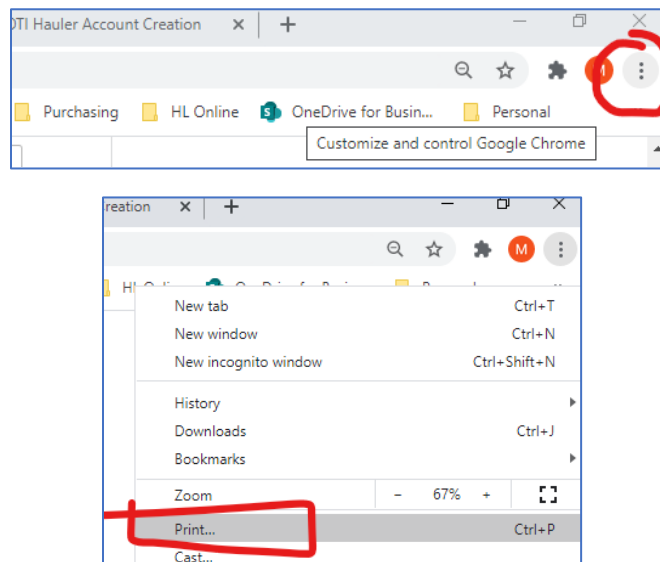 OTI Hauler Account Creation
Purchasing HL Online OneDrive for Busin... Personal
Customize and control Google Chrome
reation
M
New tab Ctrl+T
New window Ctrl+N
New incognito window Ctrl+Shift+N
History
Downloads Ctrl+J
Bookmarks
Zoom - 67% +
Print... Ctrl+P
Cast...